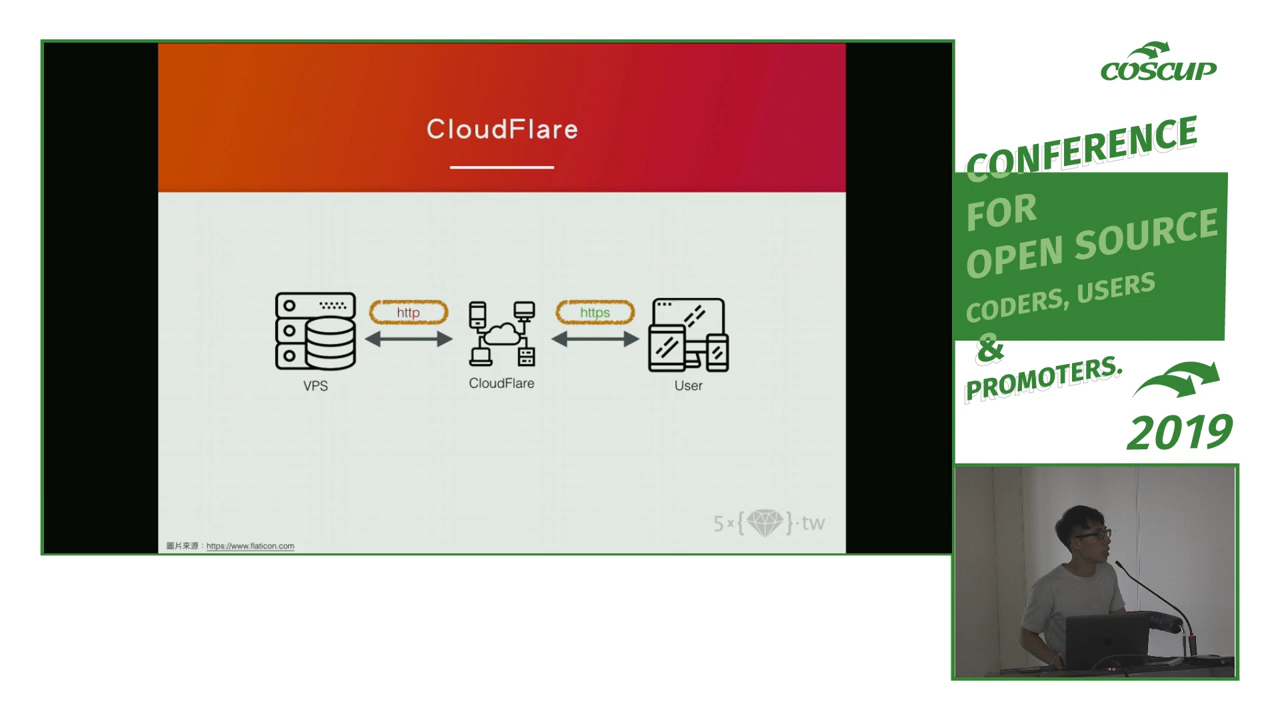 CloudFlare
http
https
VPS
CloudFlare
User
5x{}.tw
圖片來源：https://www.flaticon.com
COSCUP
CONFERENCE
FOR
OPEN SOURCE
CODERS, USERS
&
PROMOTERS.
2019